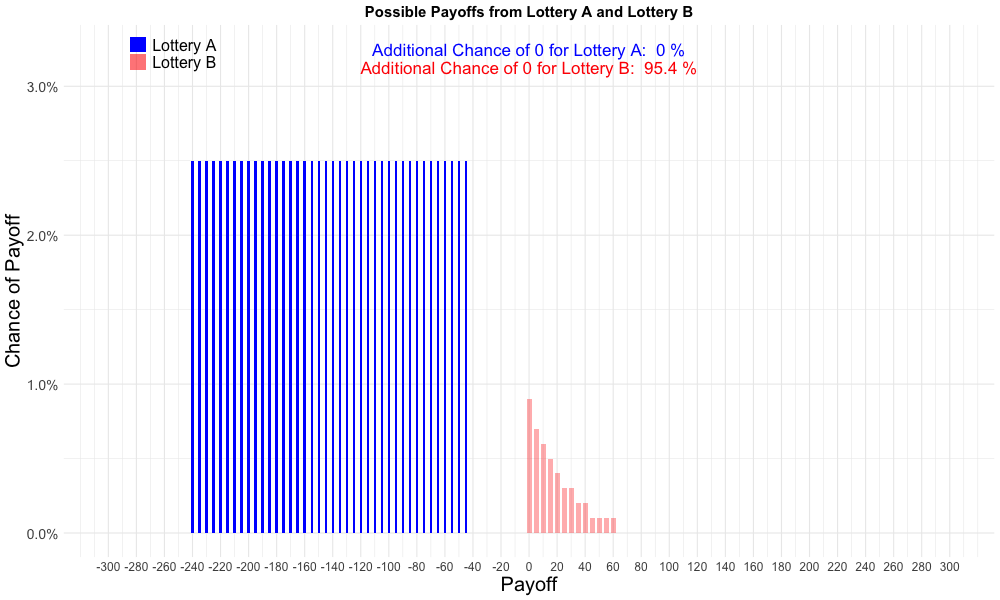 Possible Payoffs from Lottery A and Lottery B
Lottery A
Lottery B
Additional Chance of 0 for Lottery A:  0 %
Additional Chance of 0 for Lottery B:  95.4 %
Chance of Payoff
3.0%
2.0%
1.0%
0.0%
-300 -280 -260 -240 -220 -200 -180 -160 -140 -120 -100 -80 -60 -40 -20 0 20 40 60 80 100 120 140 160 180 200 220 240 260 280 300
Payoff